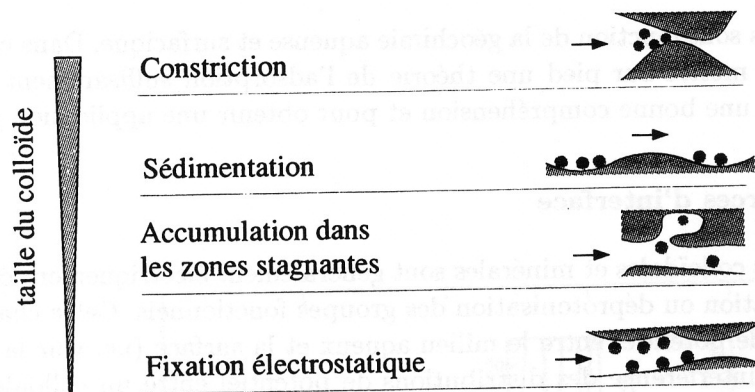 taille du colloïde
Constriction
Sédimentation
Accumulation dans
les zones stagnantes
Fixation électrostatique